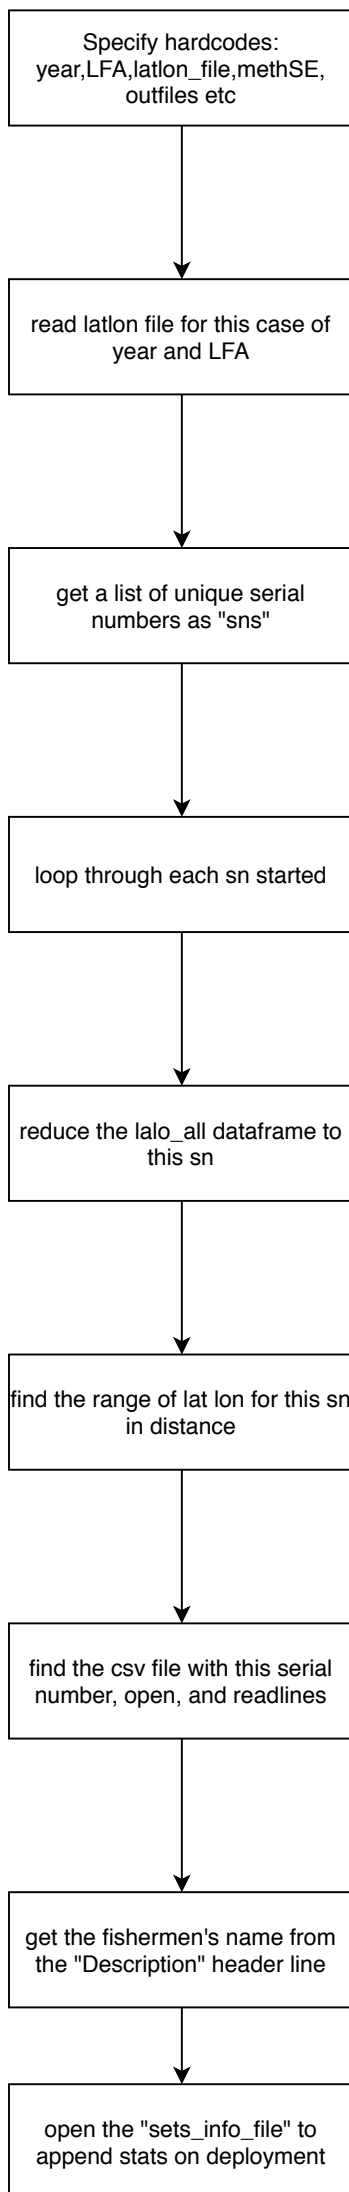 Specify hardcodes:
year,LFA,latlon_file,methSE,
outfiles etc
read latlon file for this case of
year and LFA
get a list of unique serial
numbers as "sns"
loop through each sn started
reduce the lalo_all dataframe to
this sn
find the range of lat lon for this sn
in distance
find the csv file with this serial
number, open, and readlines
get the fishermen's name from
the "Description" header line
open the "sets_info_file" to
append stats on deployment